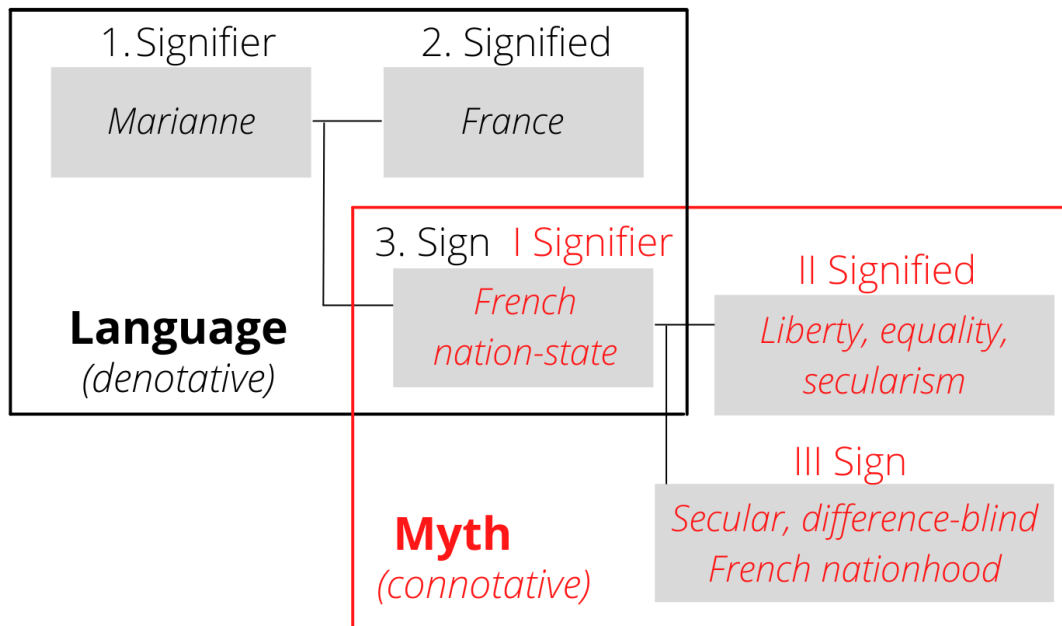 1. Signifier
2. Signified
Marianne
France
3. Sign I Signifier
II Signified
French
nation-state
Liberty, equality,
secularism
Language
(denotative)
III Sign
Secular, difference-blind
French nationhood
Myth
(connotative)